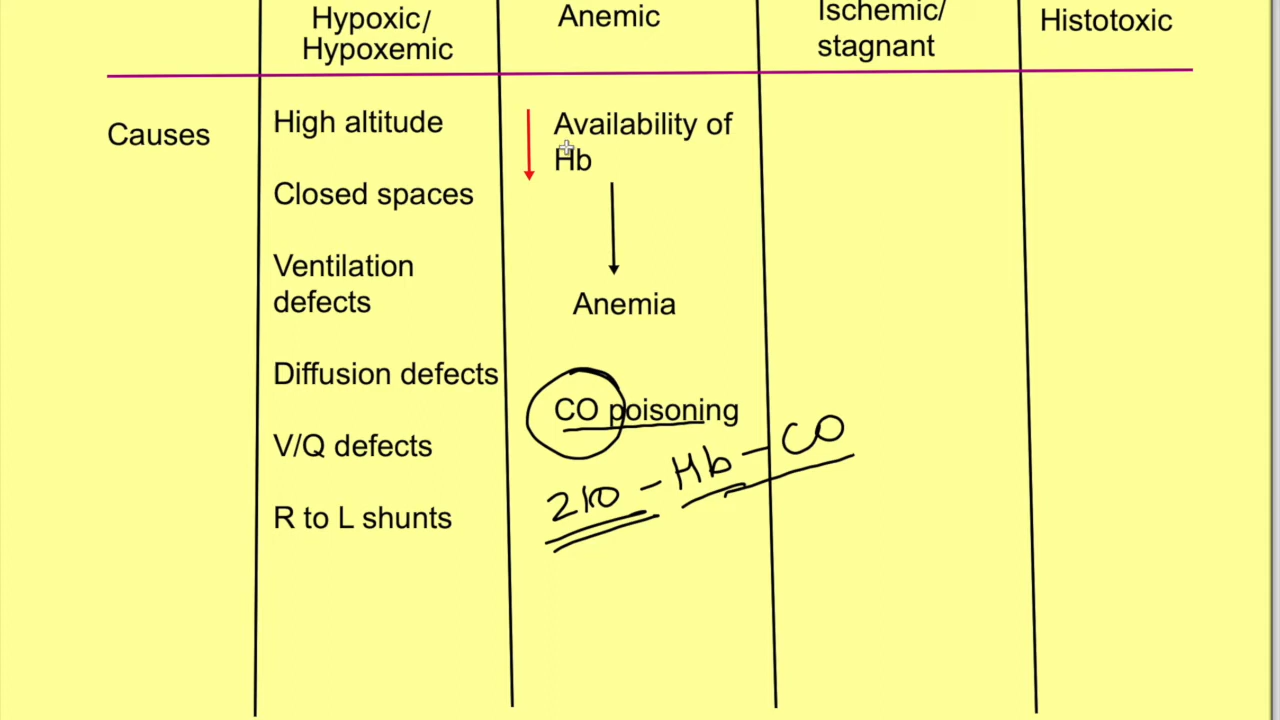 Hypoxic/
Hypoxemic
Anemic
Ischemic/
stagnant
Histotoxic
Causes
High altitude
Closed spaces
Ventilation
defects
Diffusion defects
V/Q defects
R to L shunts
Availability of
Hb
Anemia
CO poisoning
210 - Hb - CO